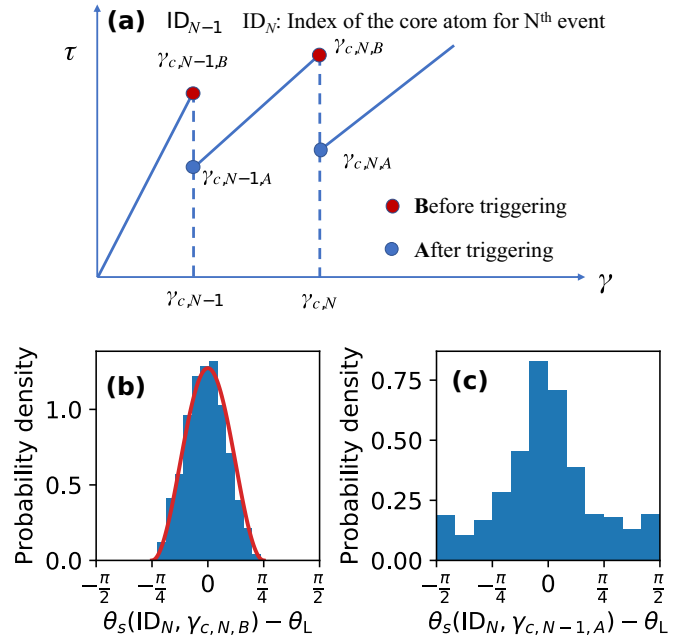 (a) ID_{N−1} ID_N: Index of the core atom for N^{th} event
τ
γ_{c,N−1,B}
γ_{c,N,B}
γ_{c,N−1,A}
γ_{c,N,A}
Before triggering
After triggering
γ_{c,N−1}
γ_{c,N}
γ
(b)
Probability density
1.0
0.5
0.0
−π/2
−π/4
0
π/4
π/2
θ_s(ID_N, γ_{c,N,B}) − θ_L
(c)
Probability density
0.75
0.50
0.25
0.00
−π/2
−π/4
0
π/4
π/2
θ_s(ID_N, γ_{c,N−1,A}) − θ_L